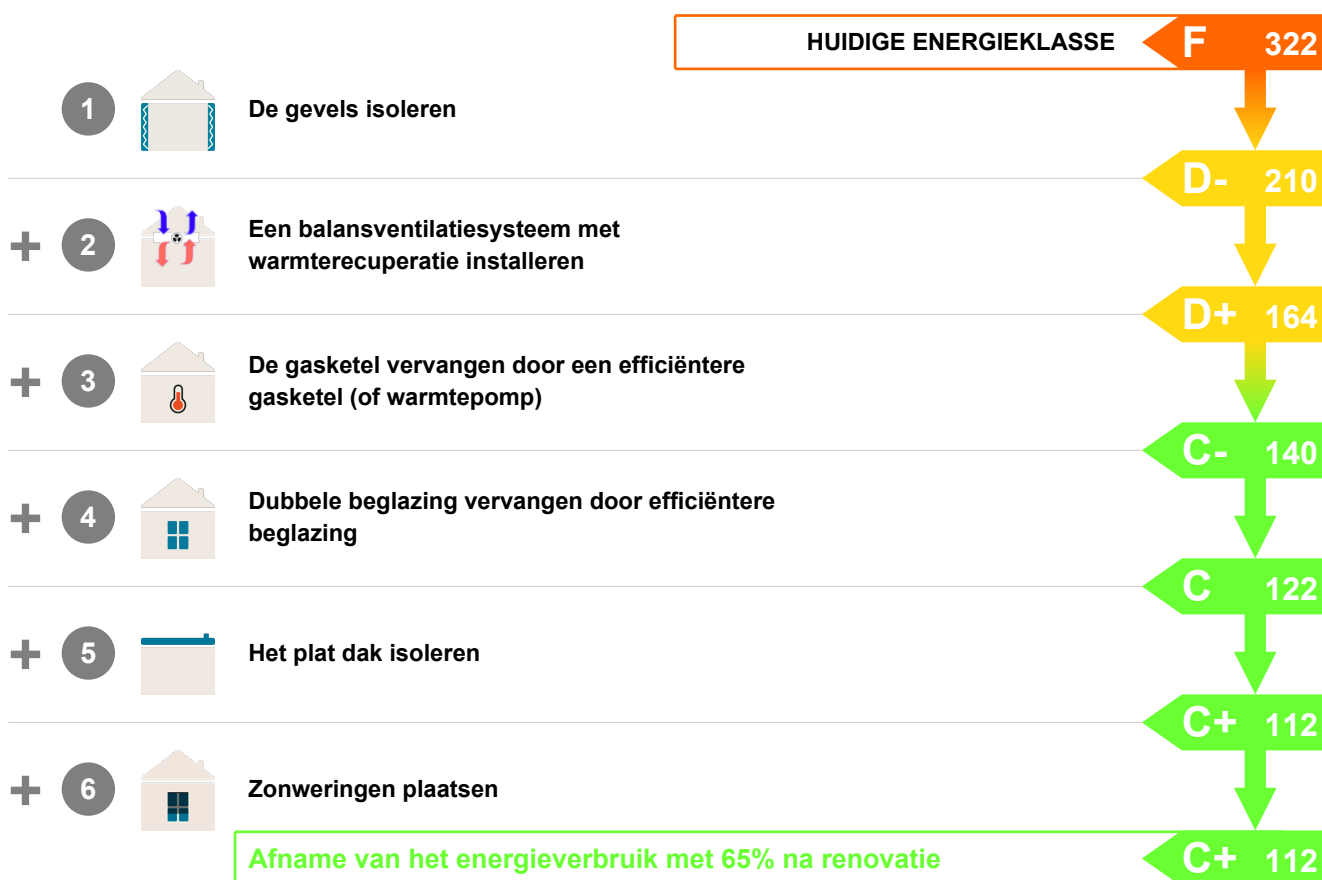 HUIDIGE ENERGIEKLASSE F 322
1 De gevels isoleren
D- 210
+ 2 Een balansventilatiesysteem met
warmterecuperatie installeren
D+ 164
+ 3 De gasketel vervangen door een efficiëntere
gasketel (of warmtepomp)
C- 140
+ 4 Dubbele beglazing vervangen door efficiëntere
beglazing
C 122
+ 5 Het plat dak isoleren
C+ 112
+ 6 Zonweringen plaatsen
Afname van het energieverbruik met 65% na renovatie C+ 112